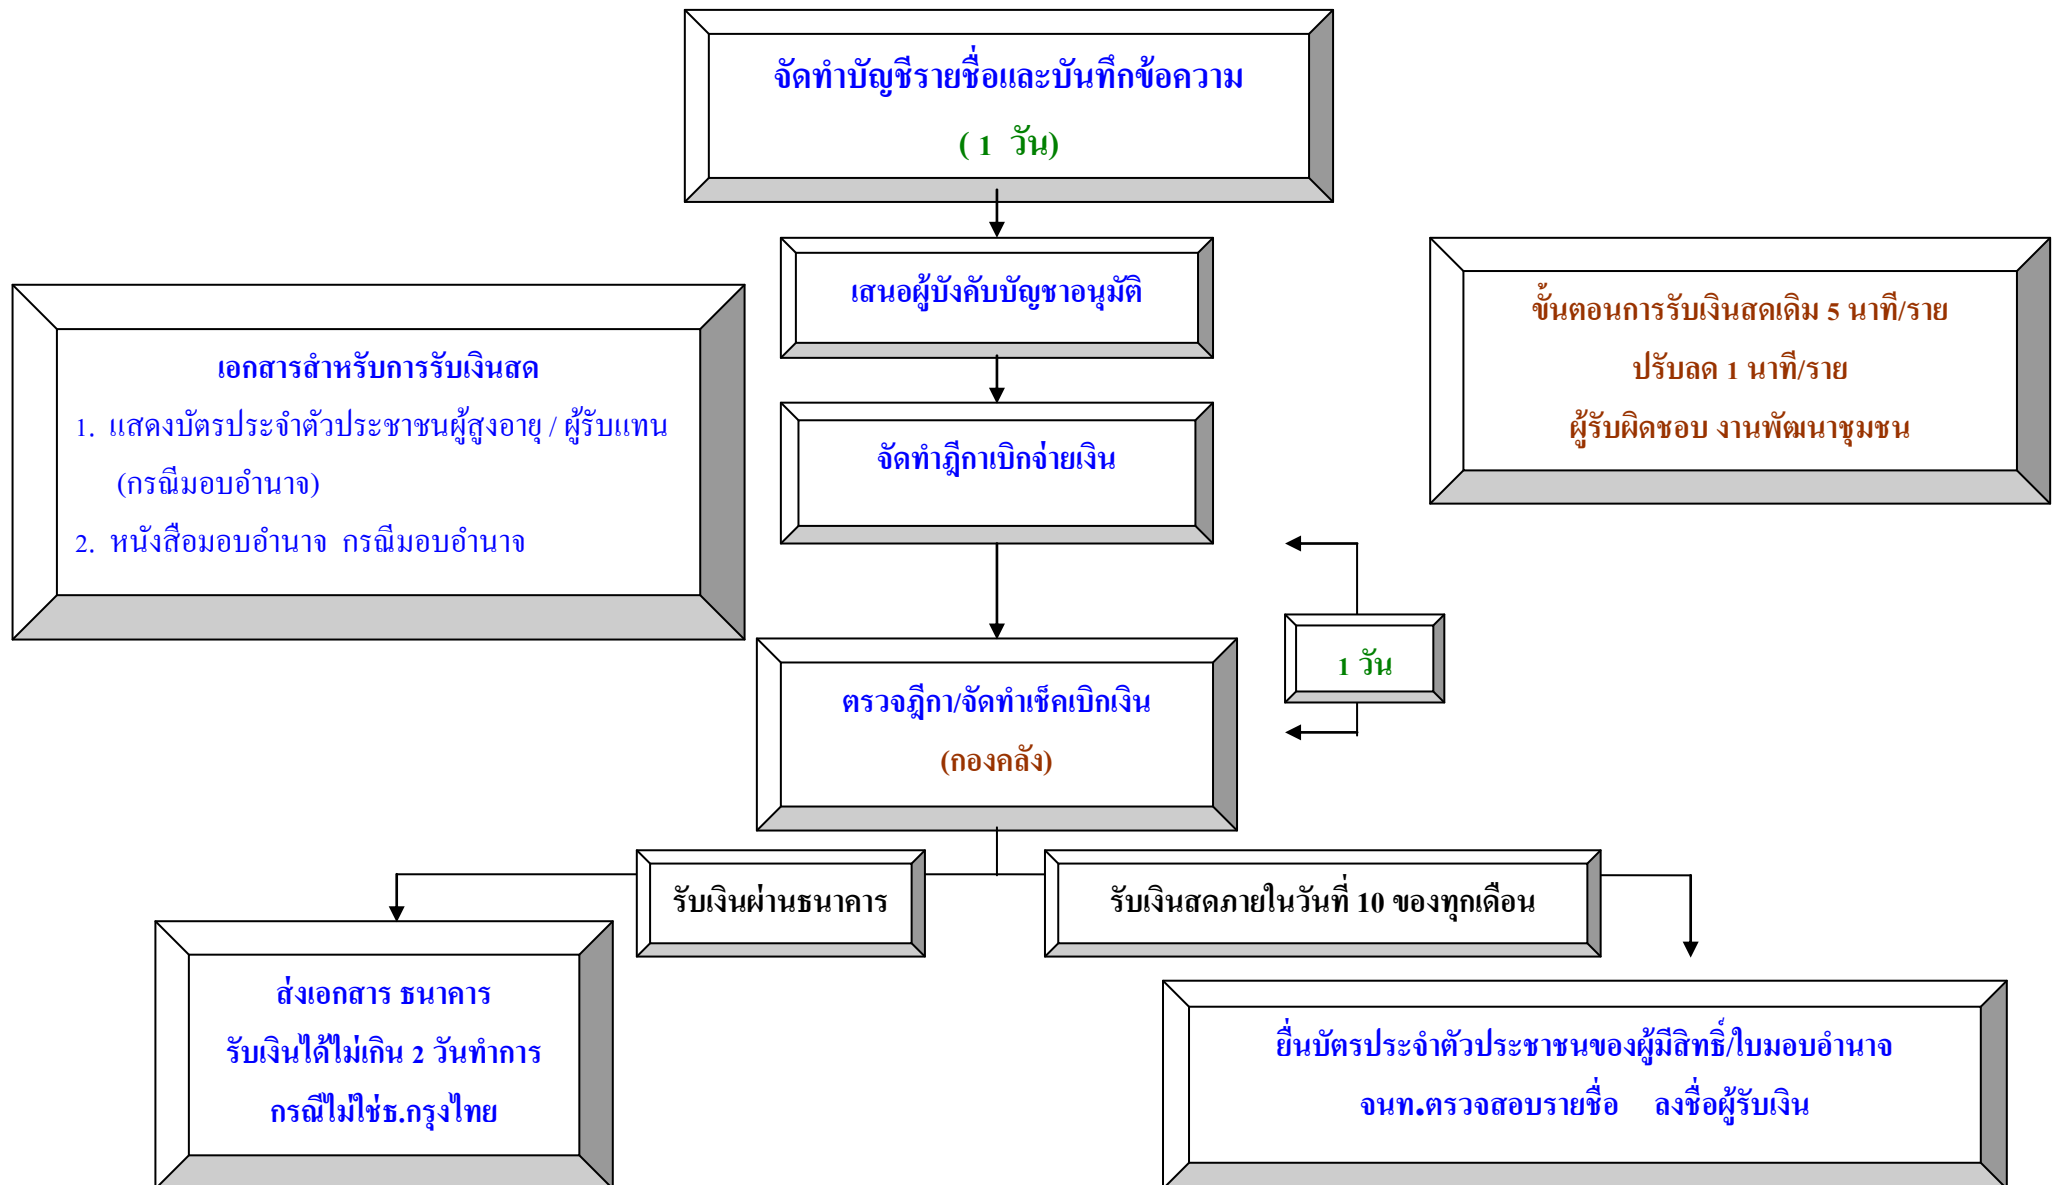 จัดทำบัญชีรายชื่อและบันทึกข้อความ
( 1 วัน)
เสนอผู้บังคับบัญชาอนุมัติ
ขั้นตอนการรับเงินสดเดิม 5 นาที/ราย
ปรับลด 1 นาที/ราย
ผู้รับผิดชอบ งานพัฒนาชุมชน
เอกสารสำหรับการรับเงินสด
1. แสดงบัตรประจำตัวประชาชนผู้สูงอายุ / ผู้รับแทน
(กรณีมอบอำนาจ)
2. หนังสือมอบอำนาจ กรณีมอบอำนาจ
จัดทำฎีกาเบิกจ่ายเงิน
1 วัน
ตรวจฎีกา/จัดทำเช็คเบิกเงิน
(กองคลัง)
รับเงินผ่านธนาคาร
รับเงินสดภายในวันที่ 10 ของทุกเดือน
ส่งเอกสาร ธนาคาร
รับเงินได้ไม่เกิน 2 วันทำการ
กรณีไม่ใช่ธ.กรุงไทย
ยื่นบัตรประจำตัวประชาชนของผู้มีสิทธิ์/ใบมอบอำนาจ
จนท.ตรวจสอบรายชื่อ ลงชื่อผู้รับเงิน